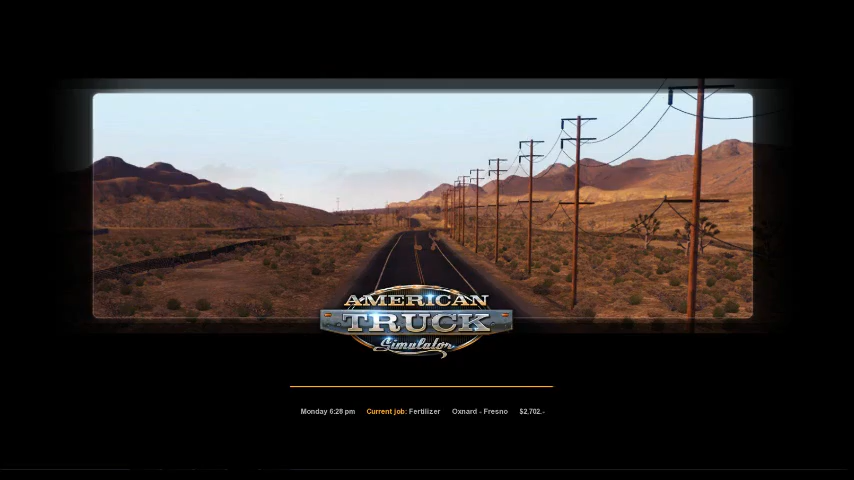 AMERICAN
TRUCK
Simulator
Monday 6:28 pm Current job: Fertilizer Oxnard - Fresno $2,702.-